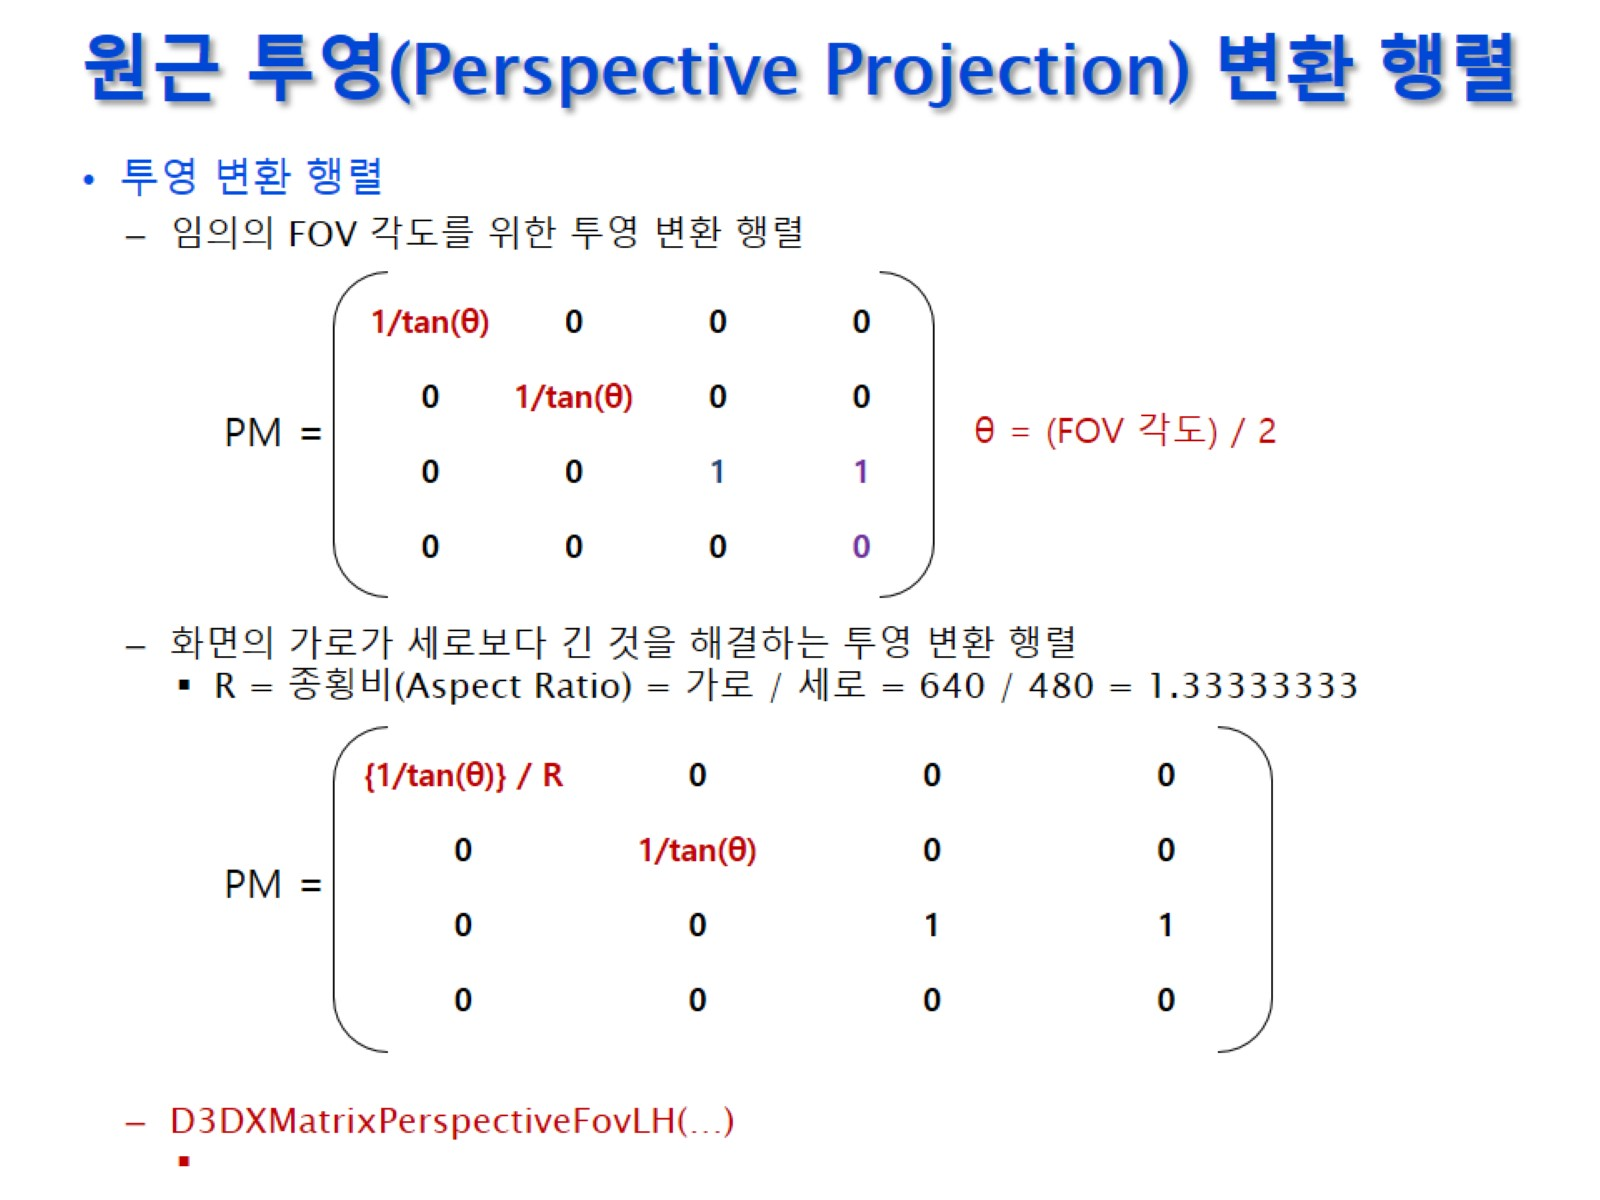 원근 투영(Perspective Projection) 변환 행렬
• 투영 변환 행렬
– 임의의 FOV 각도를 위한 투영 변환 행렬
1/tan(θ) 0 0 0
0 1/tan(θ) 0 0
PM = θ = (FOV 각도) / 2
0 0 1 1
0 0 0 0
– 화면의 가로가 세로보다 긴 것을 해결하는 투영 변환 행렬
▪ R = 종횡비(Aspect Ratio) = 가로 / 세로 = 640 / 480 = 1.33333333
{1/tan(θ)} / R 0 0 0
0 1/tan(θ) 0 0
PM =
0 0 1 1
0 0 0 0
– D3DXMatrixPerspectiveFovLH(...)
▪